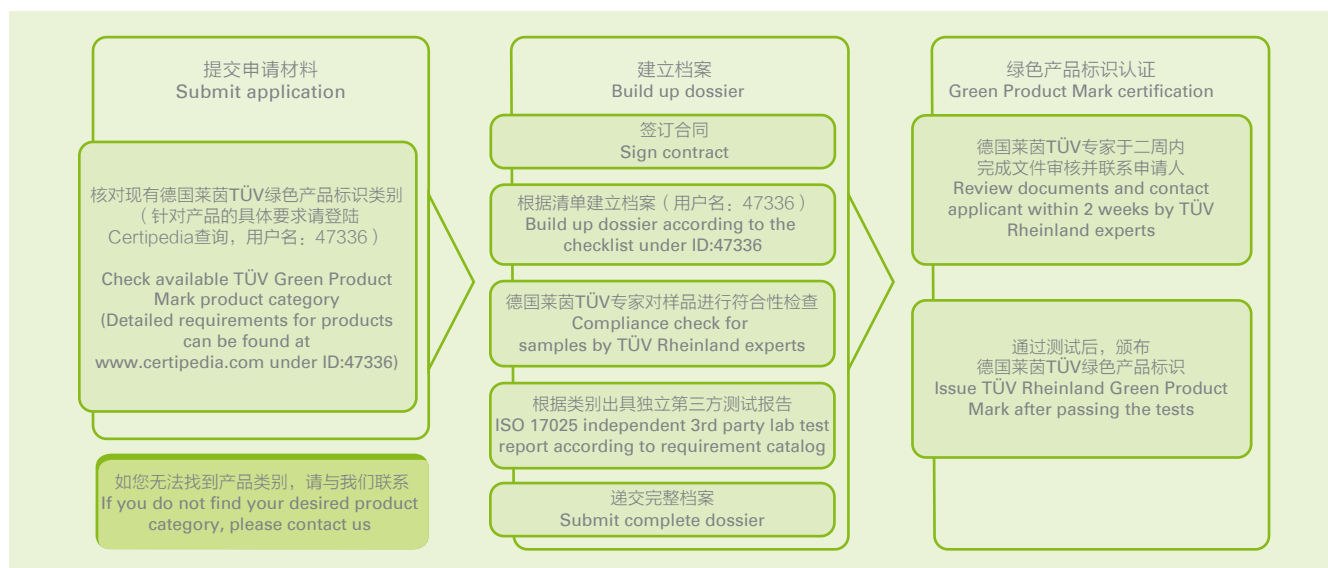 提交申请材料
Submit application
核对现有德国莱茵TÜV绿色产品标识类别
（针对产品的具体要求请登陆
Certipedia查询，用户名：47336）
Check available TÜV Green Product
Mark product category
(Detailed requirements for products
can be found at
www.certipedia.com under ID:47336)
如您无法找到产品类别，请与我们联系
If you do not find your desired product
category, please contact us
建立档案
Build up dossier
签订合同
Sign contract
根据清单建立档案（用户名：47336）
Build up dossier according to the
checklist under ID:47336
德国莱茵TÜV专家对样品进行符合性检查
Compliance check for
samples by TÜV Rheinland experts
根据类别出具独立第三方测试报告
ISO 17025 independent 3rd party lab test
report according to requirement catalog
递交完整档案
Submit complete dossier
绿色产品标识认证
Green Product Mark certification
德国莱茵TÜV专家于二周内
完成文件审核并联系申请人
Review documents and contact
applicant within 2 weeks by TÜV
Rheinland experts
通过测试后，颁布
德国莱茵TÜV绿色产品标识
Issue TÜV Rheinland Green Product
Mark after passing the tests